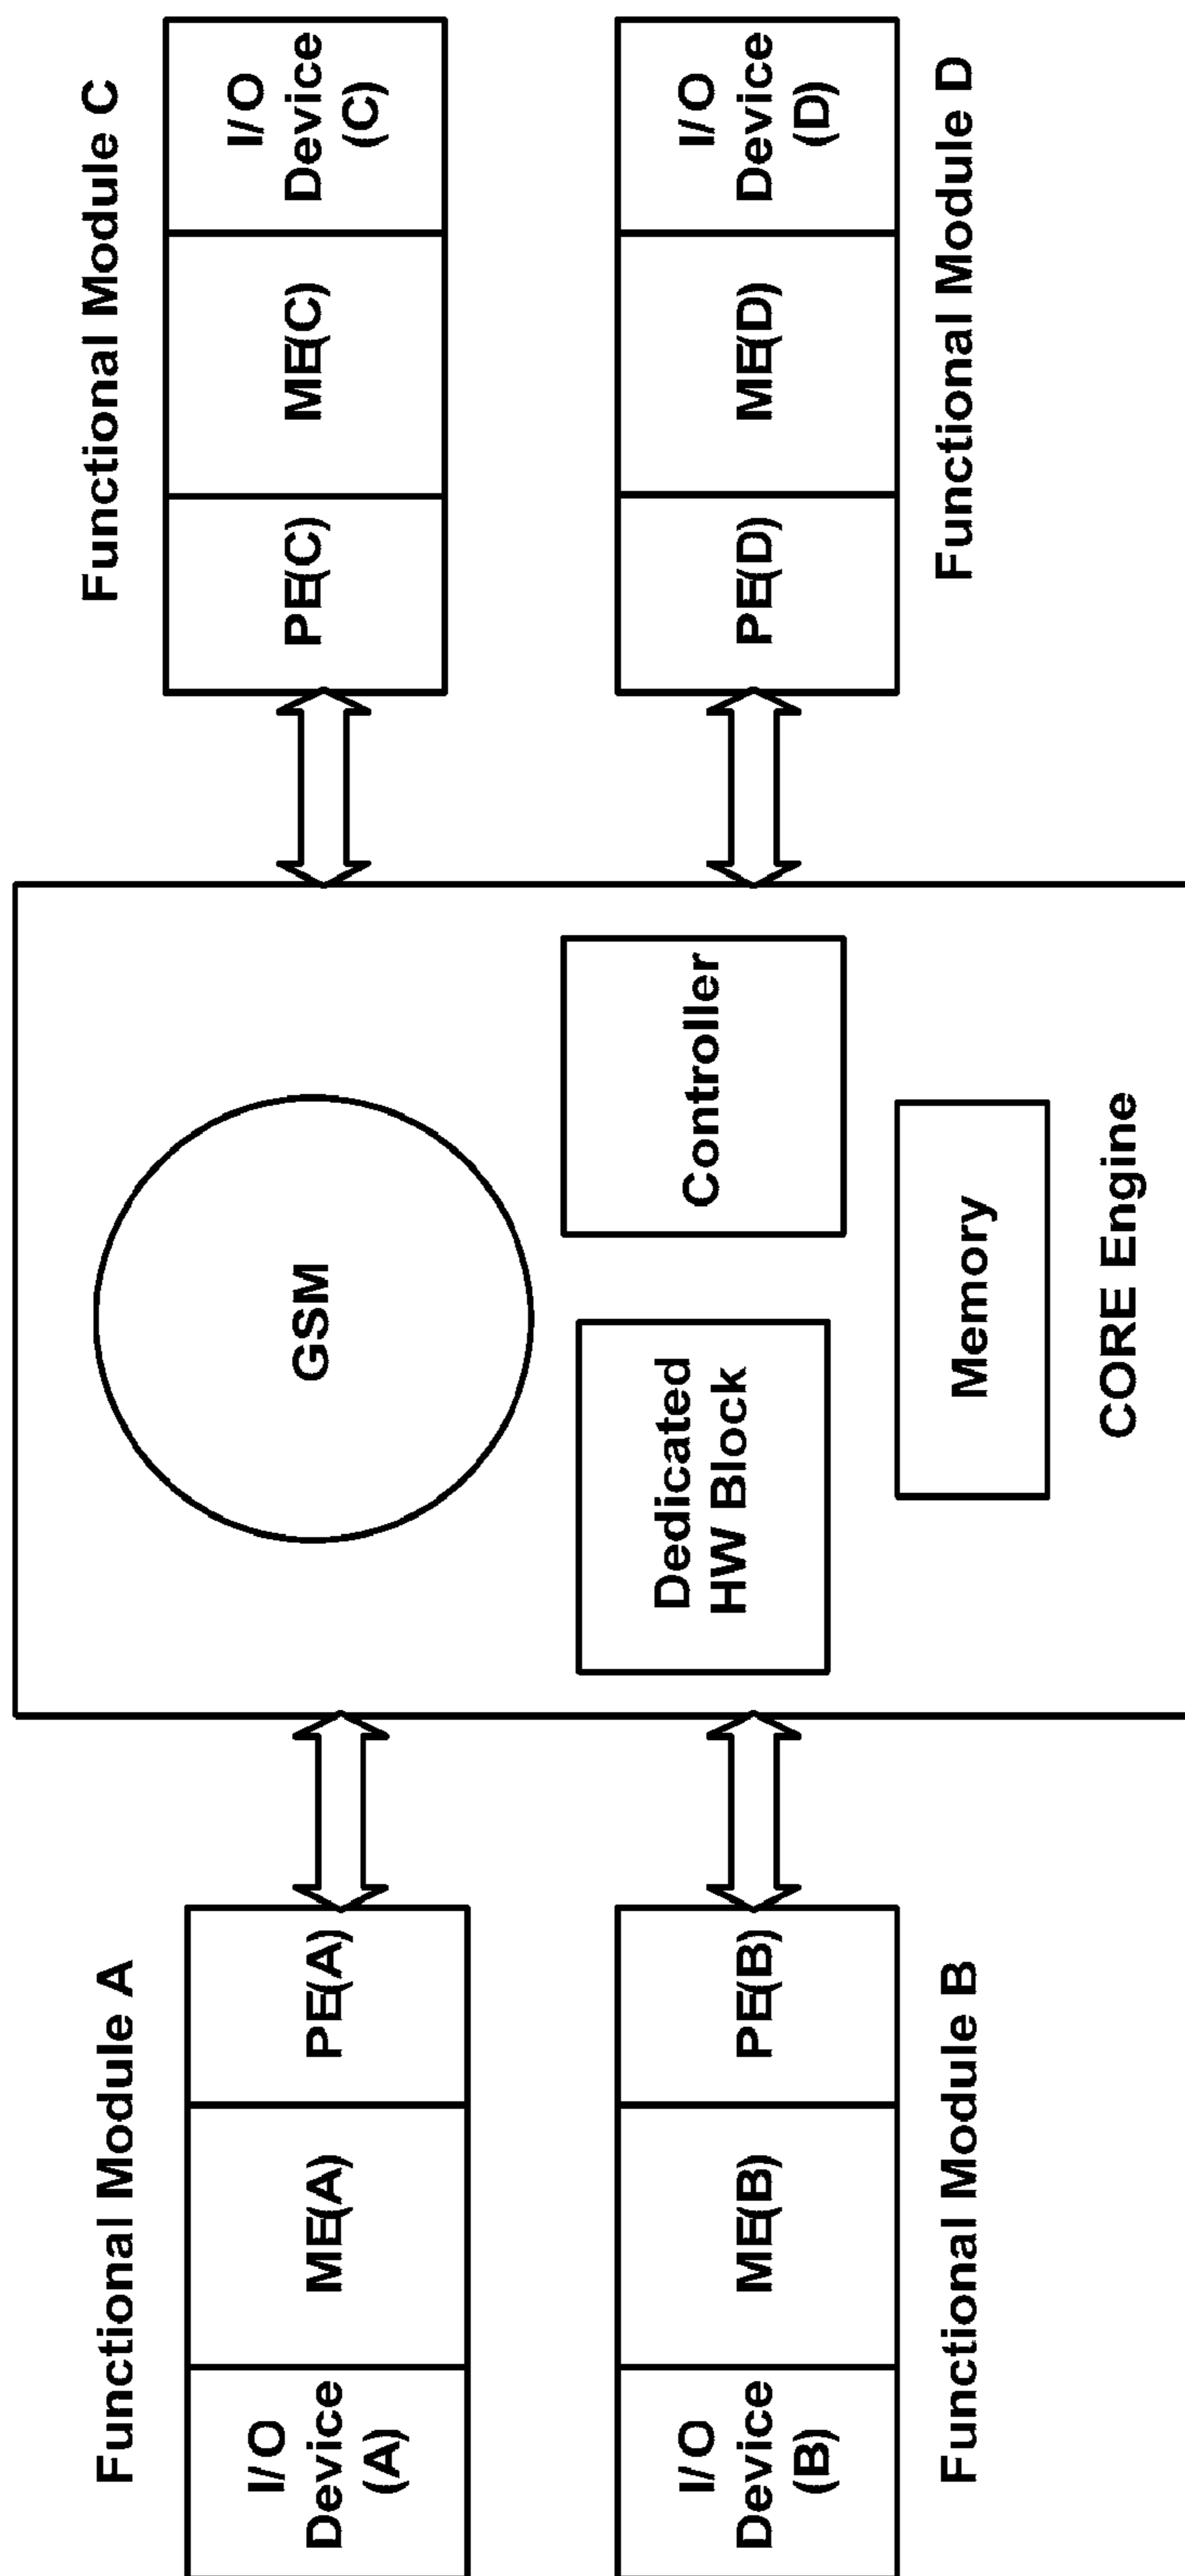 Functional Module A
I/O
Device
(A)
ME(A)
PE(A)
Functional Module B
I/O
Device
(B)
ME(B)
PE(B)
GSM
Dedicated
HW Block
Controller
Memory
CORE Engine
Functional Module C
PE(C)
ME(C)
I/O
Device
(C)
Functional Module D
PE(D)
ME(D)
I/O
Device
(D)